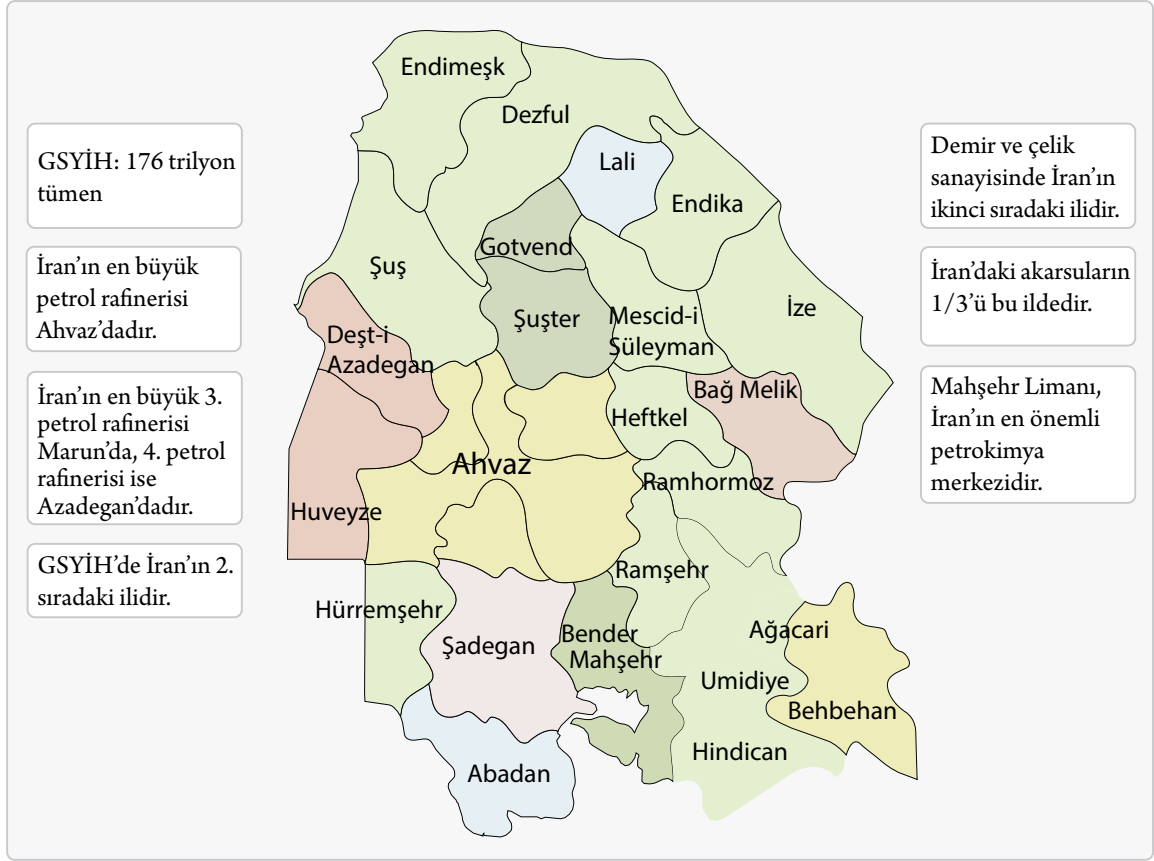 GSYİH: 176 trilyon
tümen
İran’ın en büyük
petrol rafinerisi
Ahvaz’dadır.
İran’ın en büyük 3.
petrol rafinerisi
Marun’da, 4. petrol
rafinerisi ise
Azadegan’dadır.
GSYİH’de İran’ın 2.
sıradaki ilidir.
Endimeşk
Dezful
Lali
Endika
Gotvend
Şuş
Şuşter
Mescid-i
Süleyman
İze
Deşt-i
Azadegan
Bağ Melik
Heftkel
Ahvaz
Ramhormoz
Huveyze
Ramşehr
Hürremşehr
Şadegan
Bender
Mahşehr
Ağacari
Umidiye
Behbehan
Hindican
Abadan
Demir ve çelik
sanayisinde İran’ın
ikinci sıradaki ilidir.
İran’daki akarsuların
1/3’ü bu ildedir.
Mahşehr Limanı,
İran’ın en önemli
petrokimya
merkezidir.